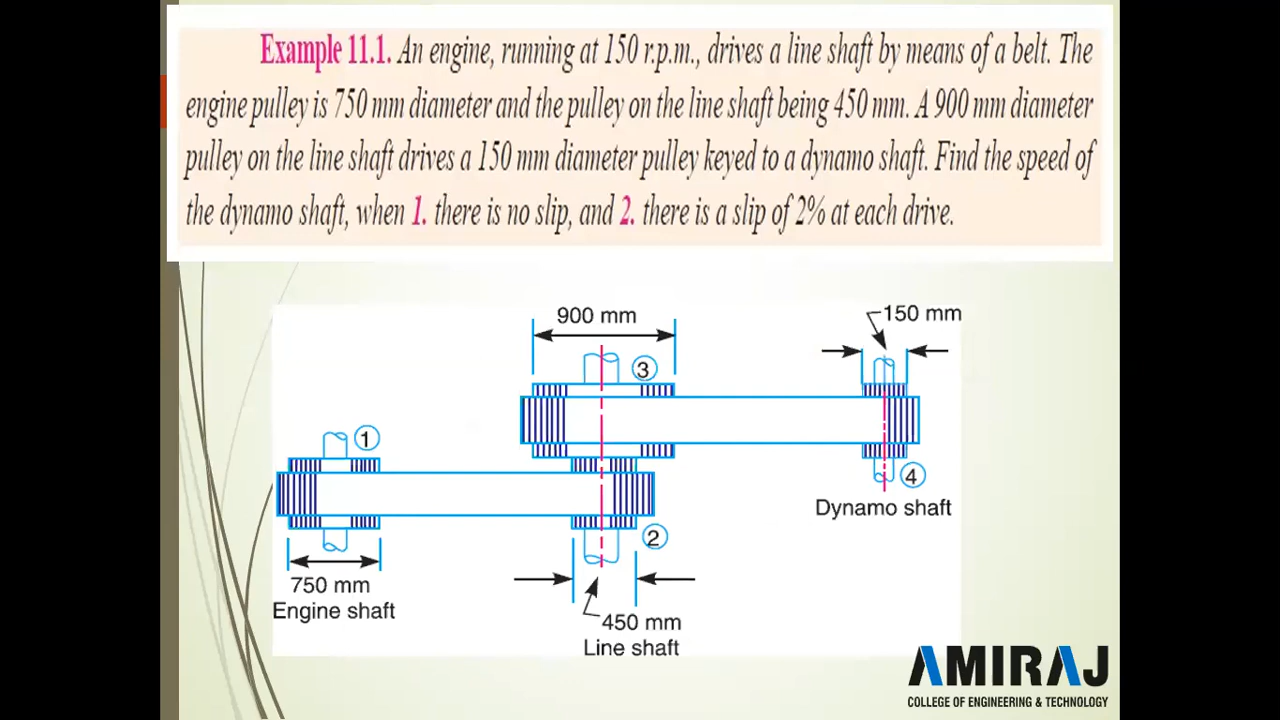 Example 11.1. An engine, running at 150 r.p.m., drives a line shaft by means of a belt. The
engine pulley is 750 mm diameter and the pulley on the line shaft being 450 mm. A 900 mm diameter
pulley on the line shaft drives a 150 mm diameter pulley keyed to a dynamo shaft. Find the speed of
the dynamo shaft, when 1. there is no slip, and 2. there is a slip of 2% at each drive.
900 mm
150 mm
3
1
4
Dynamo shaft
2
750 mm
Engine shaft
450 mm
Line shaft
AMIRAJ
COLLEGE OF ENGINEERING & TECHNOLOGY